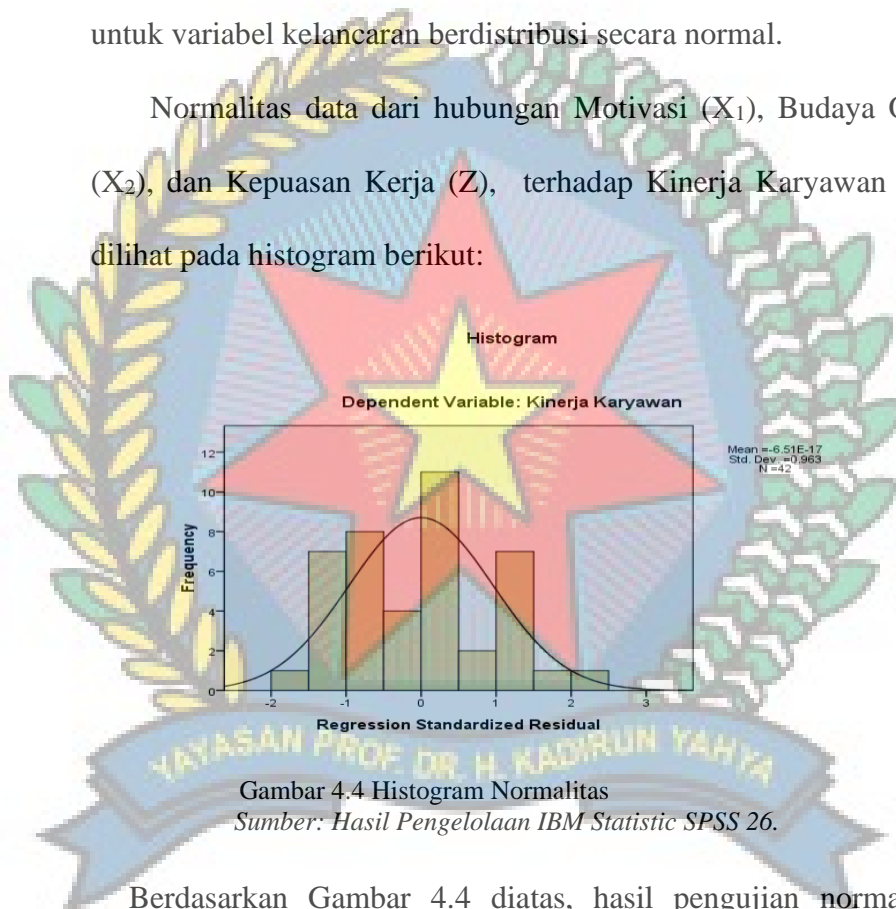 untuk variabel kelancaran berdistribusi secara normal.
Normalitas data dari hubungan Motivasi (X₁), Budaya
(X₂), dan Kepuasan Kerja (Z), terhadap Kinerja Karyawan
dilihat pada histogram berikut:
Histogram
Dependent Variable: Kinerja Karyawan
Mean =-6.51E-17
Std. Dev. =0.963
N =42
Frequency
12
10
8
6
4
2
0
-2 -1 0 1 2 3
Regression Standardized Residual
YAYASAN PROF. DR. H. KADIRUN YAHYA
Gambar 4.4 Histogram Normalitas
Sumber: Hasil Pengelolaan IBM Statistic SPSS 26.
Berdasarkan Gambar 4.4 diatas, hasil pengujian